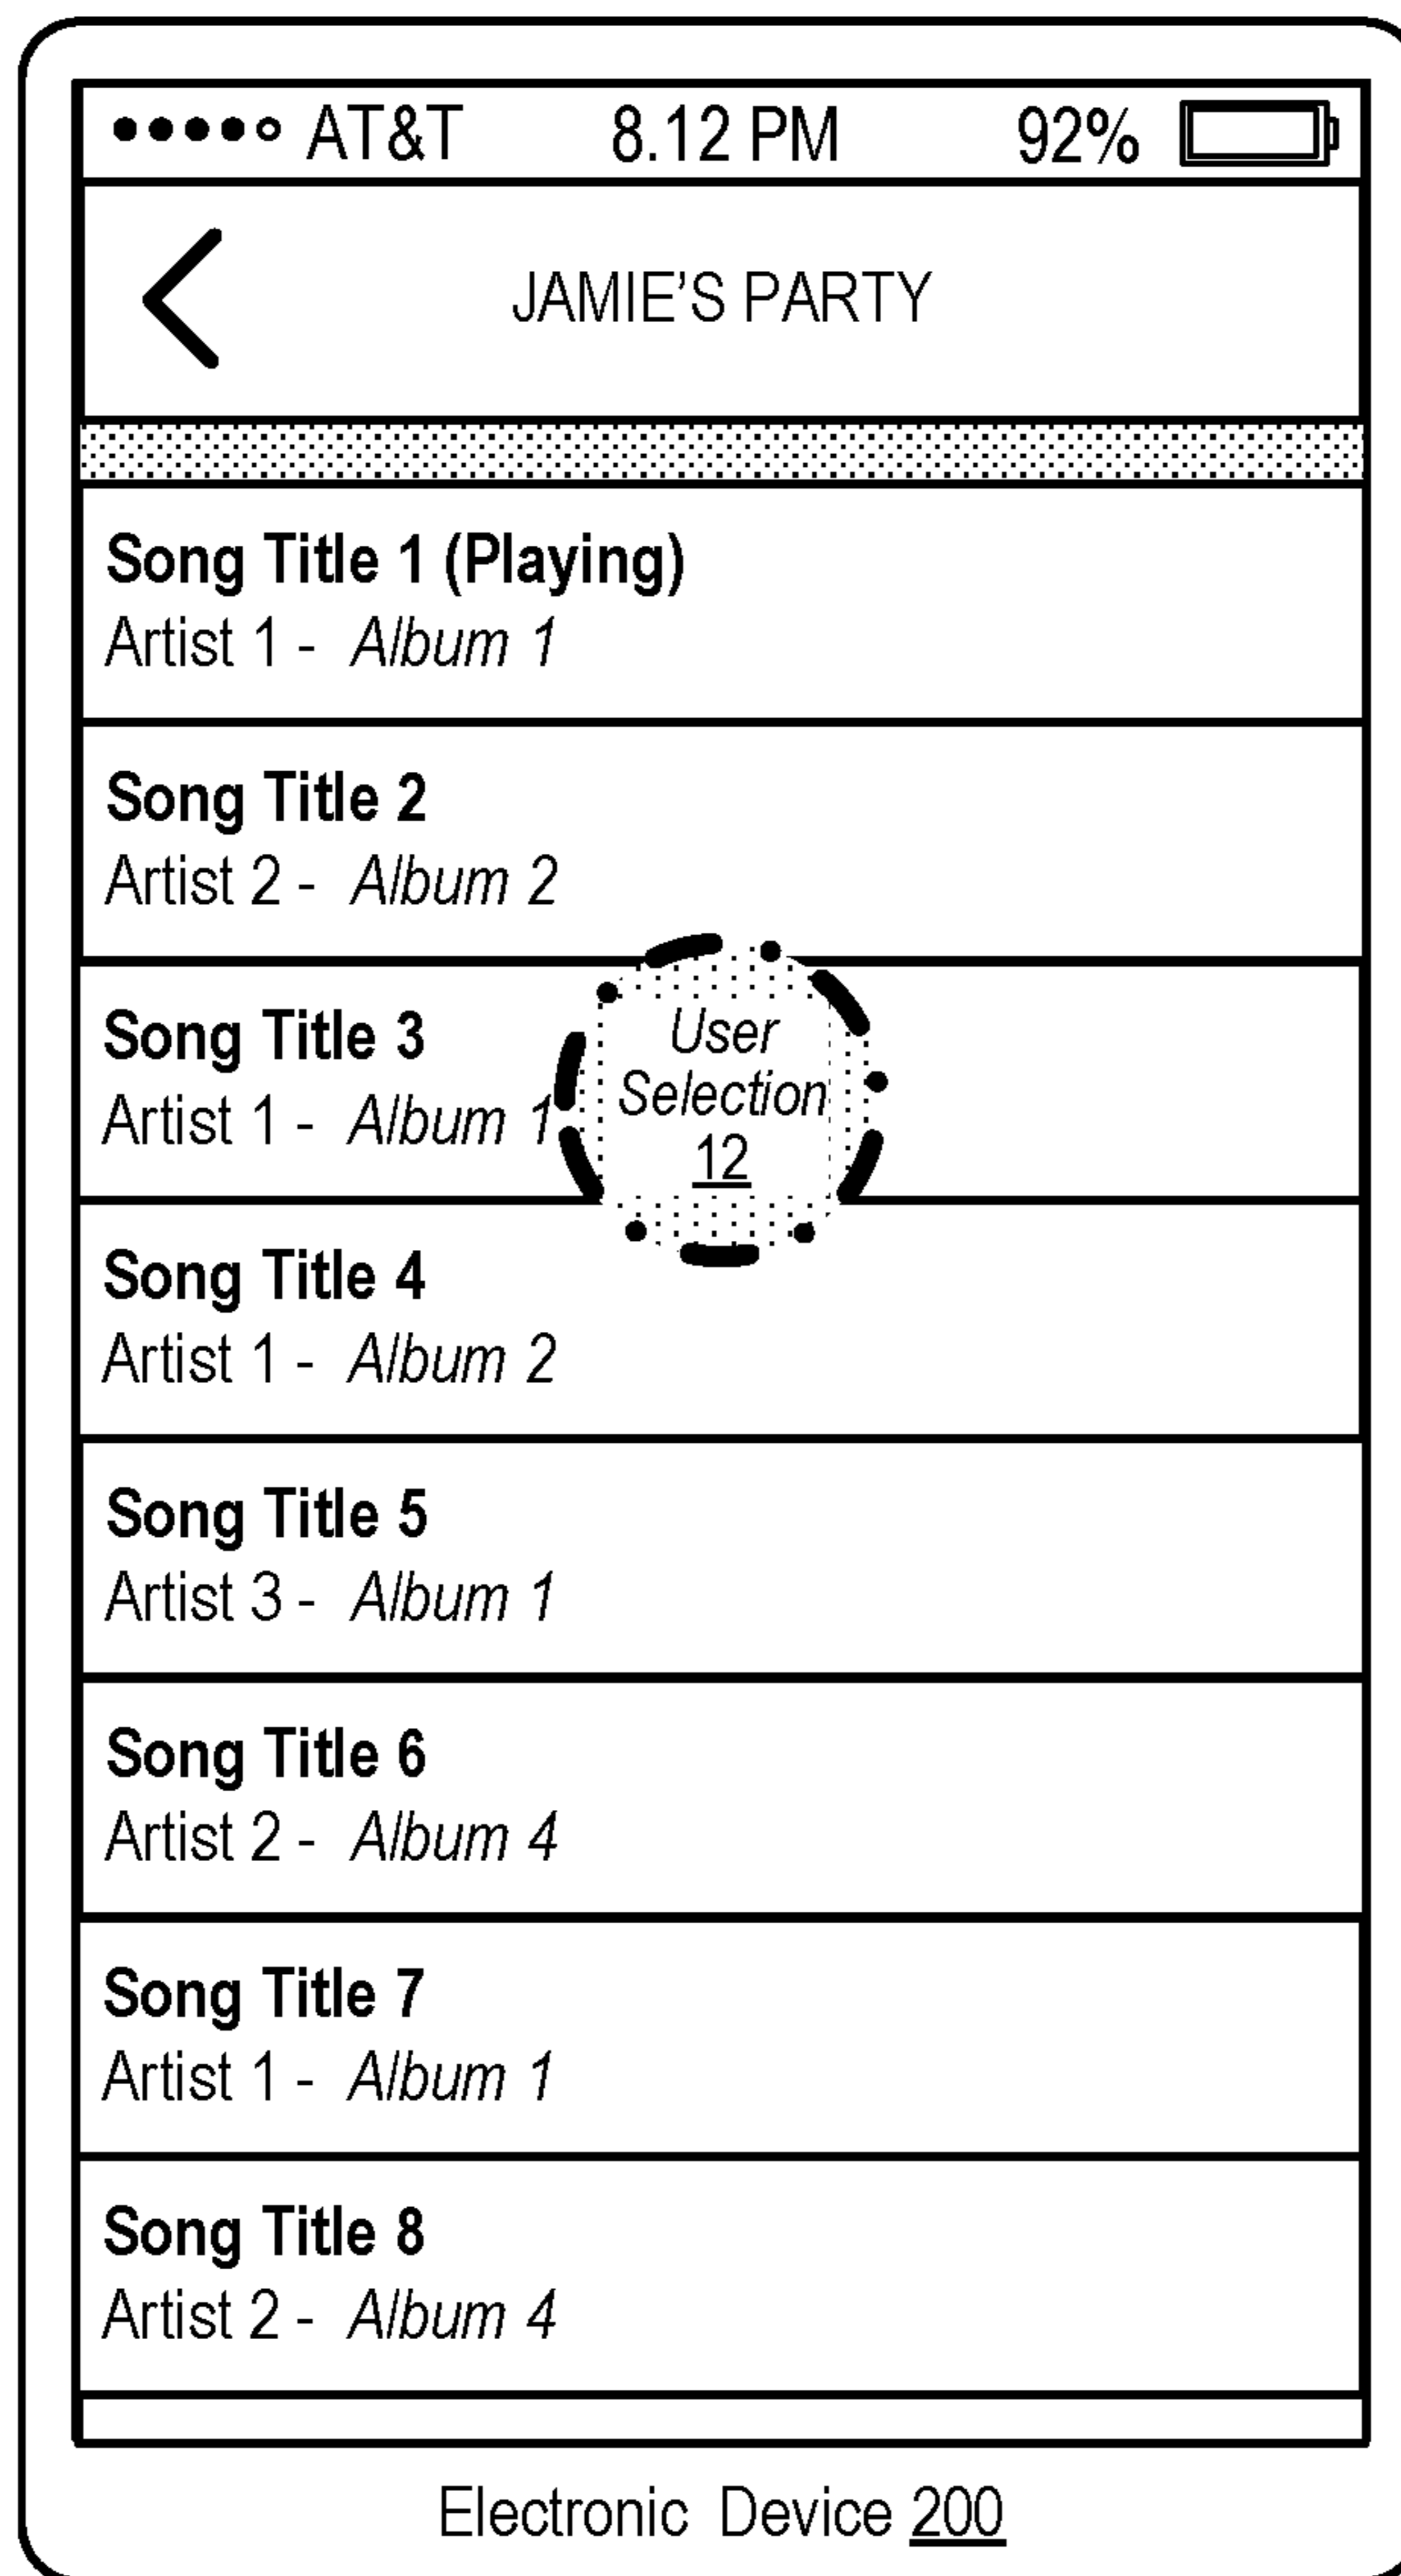 AT&T 8.12 PM 92%
JAMIE'S PARTY
Song Title 1 (Playing)
Artist 1 - Album 1
Song Title 2
Artist 2 - Album 2
Song Title 3
Artist 1 - Album 1
User
Selection
12
Song Title 4
Artist 1 - Album 2
Song Title 5
Artist 3 - Album 1
Song Title 6
Artist 2 - Album 4
Song Title 7
Artist 1 - Album 1
Song Title 8
Artist 2 - Album 4
Electronic Device 200